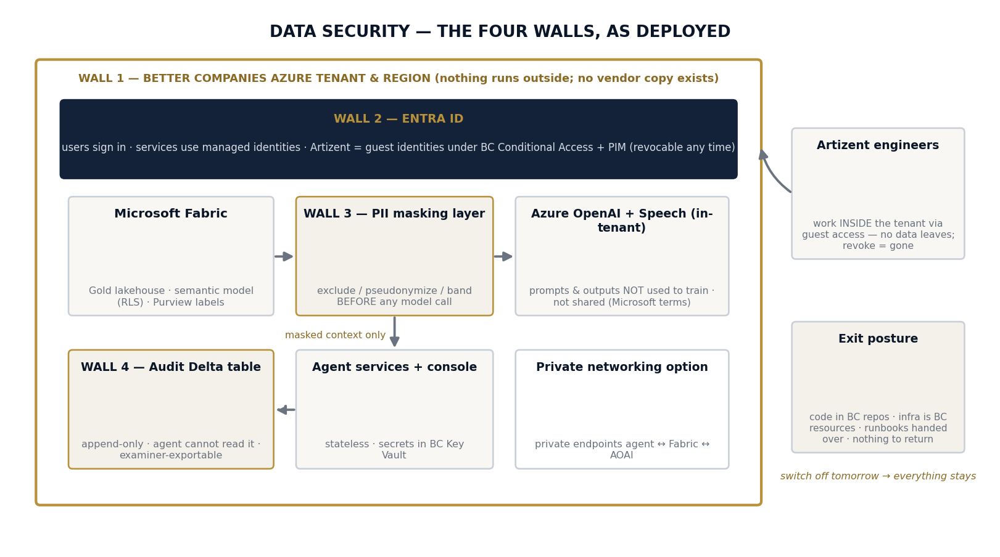 DATA SECURITY — THE FOUR WALLS, AS DEPLOYED
WALL 1 — BETTER COMPANIES AZURE TENANT & REGION (nothing runs outside; no vendor copy exists)
WALL 2 — ENTRA ID
users sign in · services use managed identities · Artizent = guest identities under BC Conditional Access + PIM (revocable any time)
Microsoft Fabric
Gold lakehouse · semantic model
(RLS) · Purview labels
WALL 3 — PII masking layer
exclude / pseudonymize / band
BEFORE any model call
Azure OpenAI + Speech (in-
tenant)
prompts & outputs NOT used to train ·
not shared (Microsoft terms)
masked context only
WALL 4 — Audit Delta table
append-only · agent cannot read it ·
examiner-exportable
Agent services + console
stateless · secrets in BC Key
Vault
Private networking option
private endpoints agent ↔ Fabric ↔
AOAI
Artizent engineers
work INSIDE the tenant via
guest access — no data leaves;
revoke = gone
Exit posture
code in BC repos · infra is BC
resources · runbooks handed
over · nothing to return
switch off tomorrow → everything stays